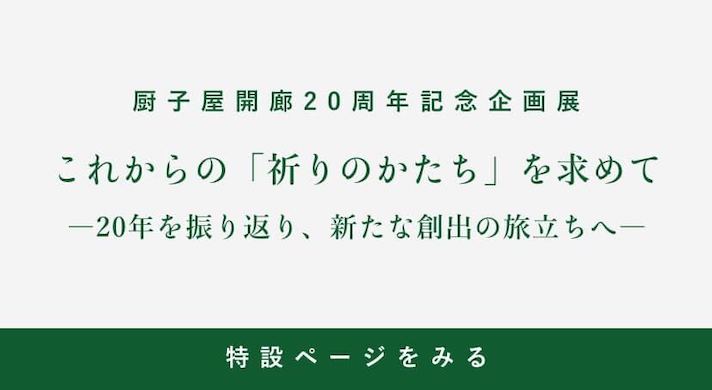 厨子屋開廊20周年記念企画展
これからの「祈りのかたち」を求めて
―20年を振り返り、新たな創出の旅立ちへ―
特設ページをみる